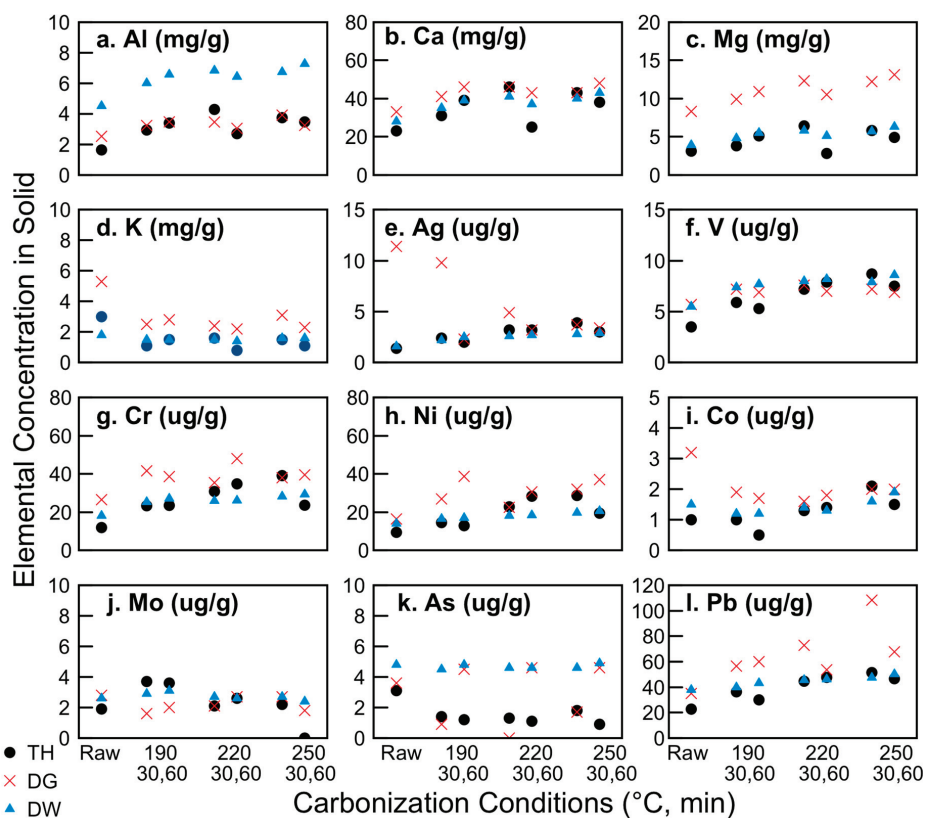 Elemental Concentration in Solid
a. Al (mg/g)
10
8
6
4
2
0
b. Ca (mg/g)
80
60
40
20
0
c. Mg (mg/g)
20
15
10
5
0
d. K (mg/g)
10
8
6
4
2
0
e. Ag (ug/g)
15
10
5
0
f. V (ug/g)
15
10
5
0
g. Cr (ug/g)
80
60
40
20
0
h. Ni (ug/g)
80
60
40
20
0
i. Co (ug/g)
5
4
3
2
1
0
j. Mo (ug/g)
10
8
6
4
2
0
k. As (ug/g)
10
8
6
4
2
0
l. Pb (ug/g)
120
100
80
60
40
20
0
Raw 190 220 250
30,60 30,60 30,60
Raw 190 220 250
30,60 30,60 30,60
Raw 190 220 250
30,60 30,60 30,60
TH
DG
DW
Carbonization Conditions (°C, min)